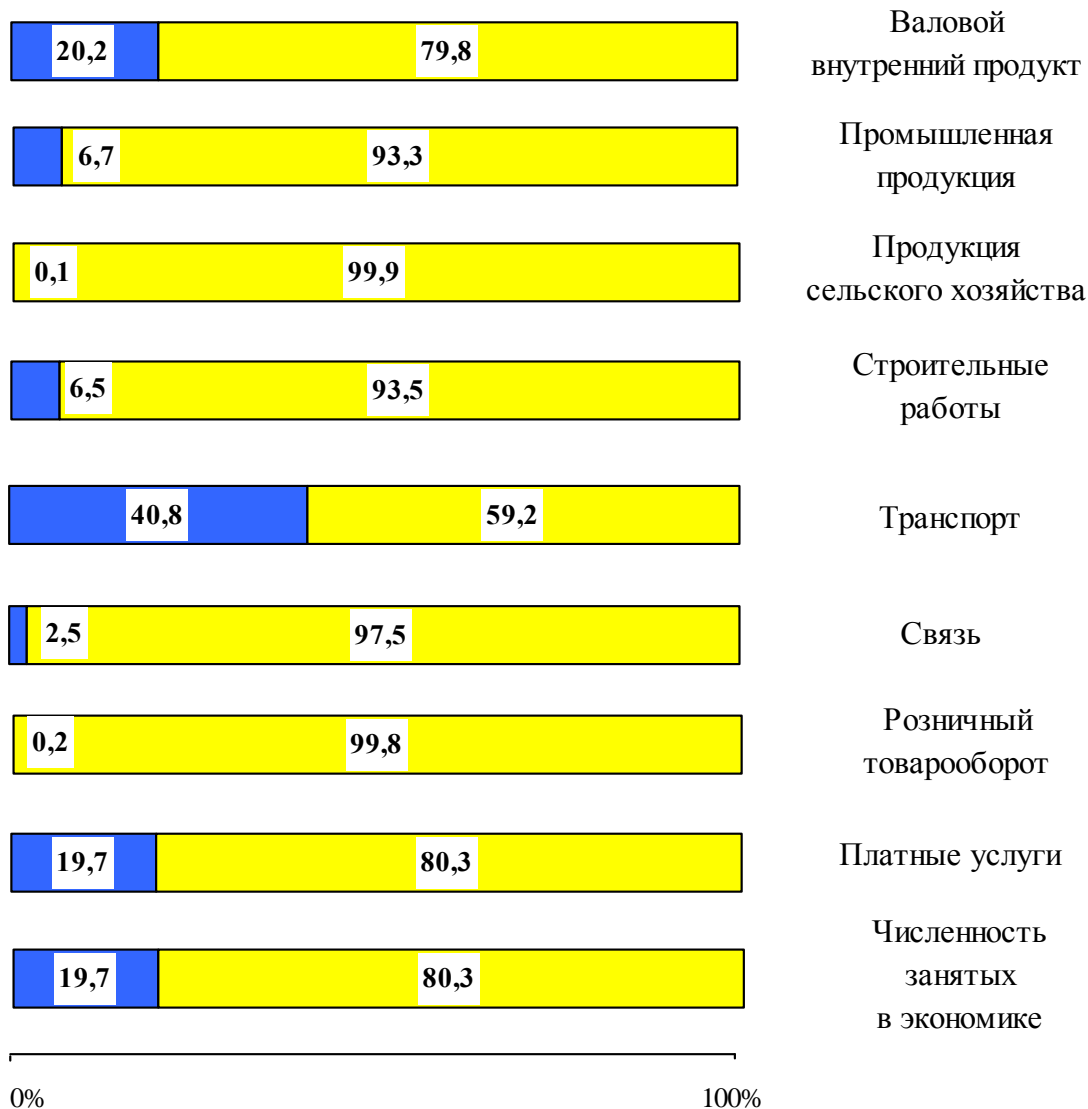 20,2 79,8 Валовой
внутренний продукт
6,7 93,3 Промышленная
продукция
0,1 99,9 Продукция
сельского хозяйства
6,5 93,5 Строительные
работы
40,8 59,2 Транспорт
2,5 97,5 Связь
0,2 99,8 Розничный
товарооборот
19,7 80,3 Платные услуги
19,7 80,3 Численность
занятых
в экономике
0% 100%